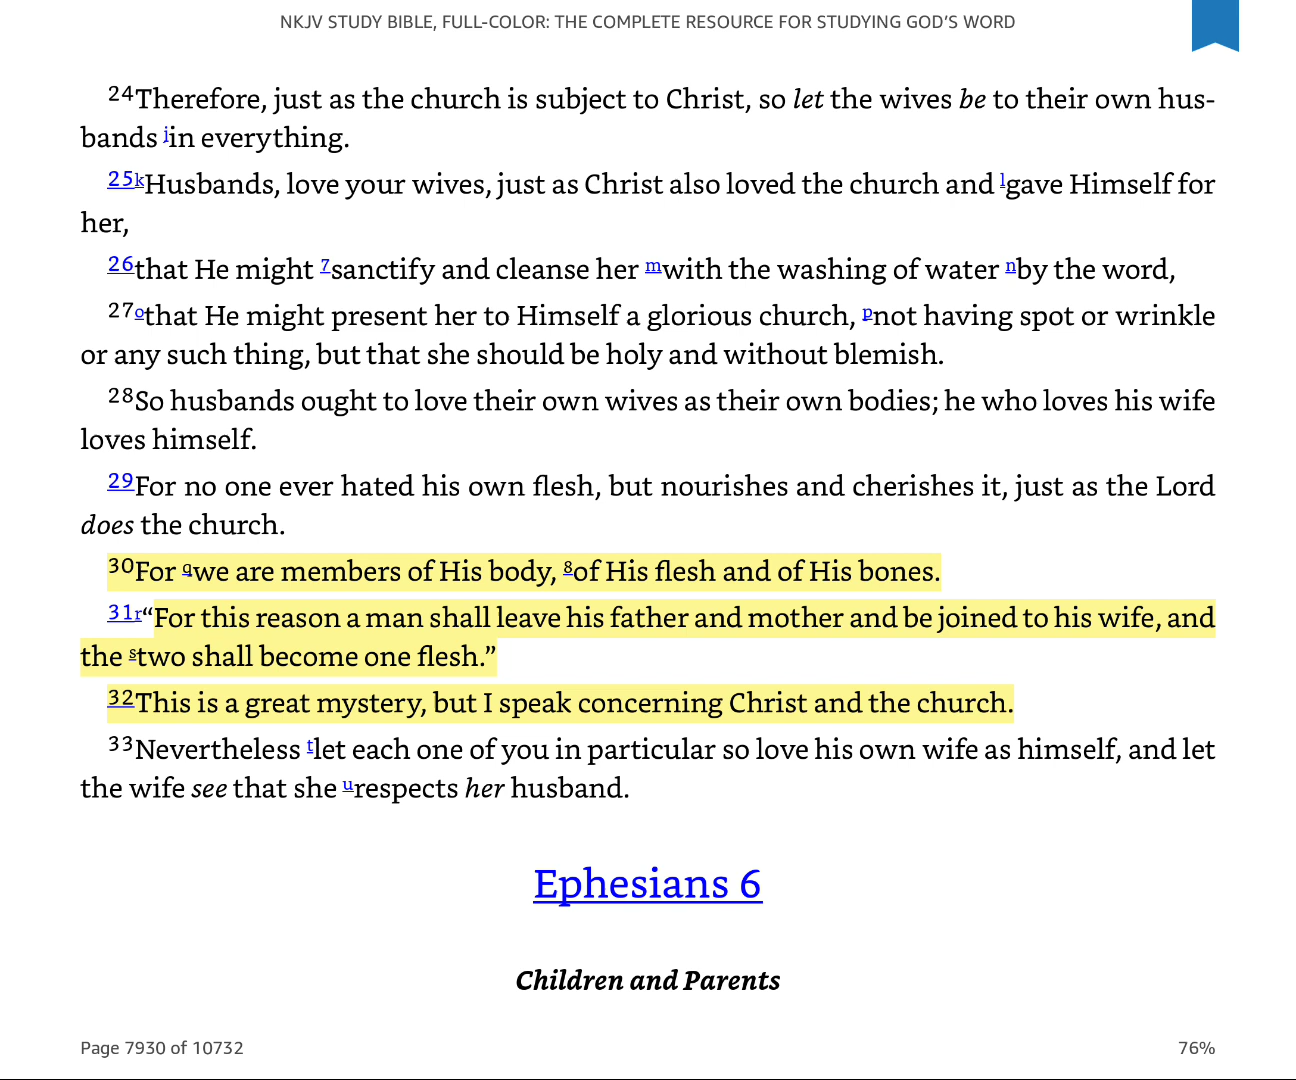 NKJV STUDY BIBLE, FULL-COLOR: THE COMPLETE RESOURCE FOR STUDYING GOD’S WORD
24Therefore, just as the church is subject to Christ, so let the wives be to their own hus-
bands jin everything.
25kHusbands, love your wives, just as Christ also loved the church and lgave Himself for
her,
26that He might 7sanctify and cleanse her mwith the washing of water nby the word,
27othat He might present her to Himself a glorious church, pnot having spot or wrinkle
or any such thing, but that she should be holy and without blemish.
28So husbands ought to love their own wives as their own bodies; he who loves his wife
loves himself.
29For no one ever hated his own flesh, but nourishes and cherishes it, just as the Lord
does the church.
30For qwe are members of His body, 8of His flesh and of His bones.
31r“For this reason a man shall leave his father and mother and be joined to his wife, and
the stwo shall become one flesh.”
32This is a great mystery, but I speak concerning Christ and the church.
33Nevertheless tlet each one of you in particular so love his own wife as himself, and let
the wife see that she urespects her husband.
Ephesians 6
Children and Parents
Page 7930 of 10732
76%